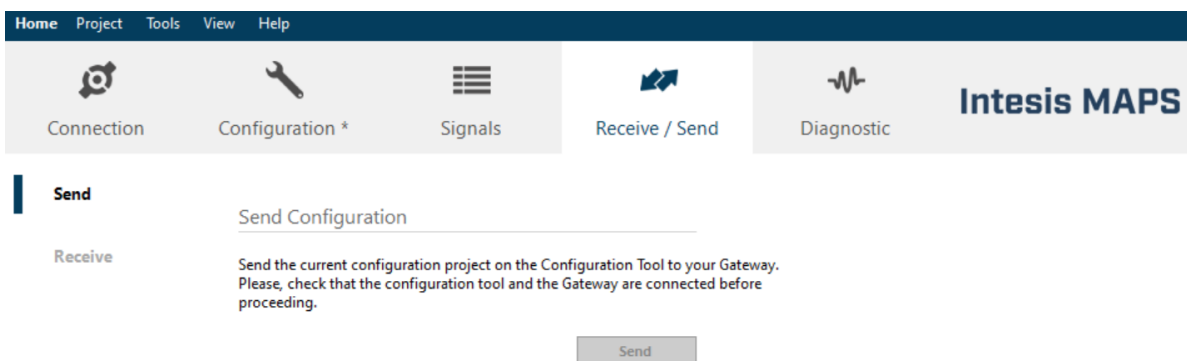 Home Project Tools View Help
Connection Configuration * Signals Receive / Send Diagnostic Intesis MAPS
Send
Send Configuration
Receive
Send the current configuration project on the Configuration Tool to your Gateway.
Please, check that the configuration tool and the Gateway are connected before
proceeding.
Send